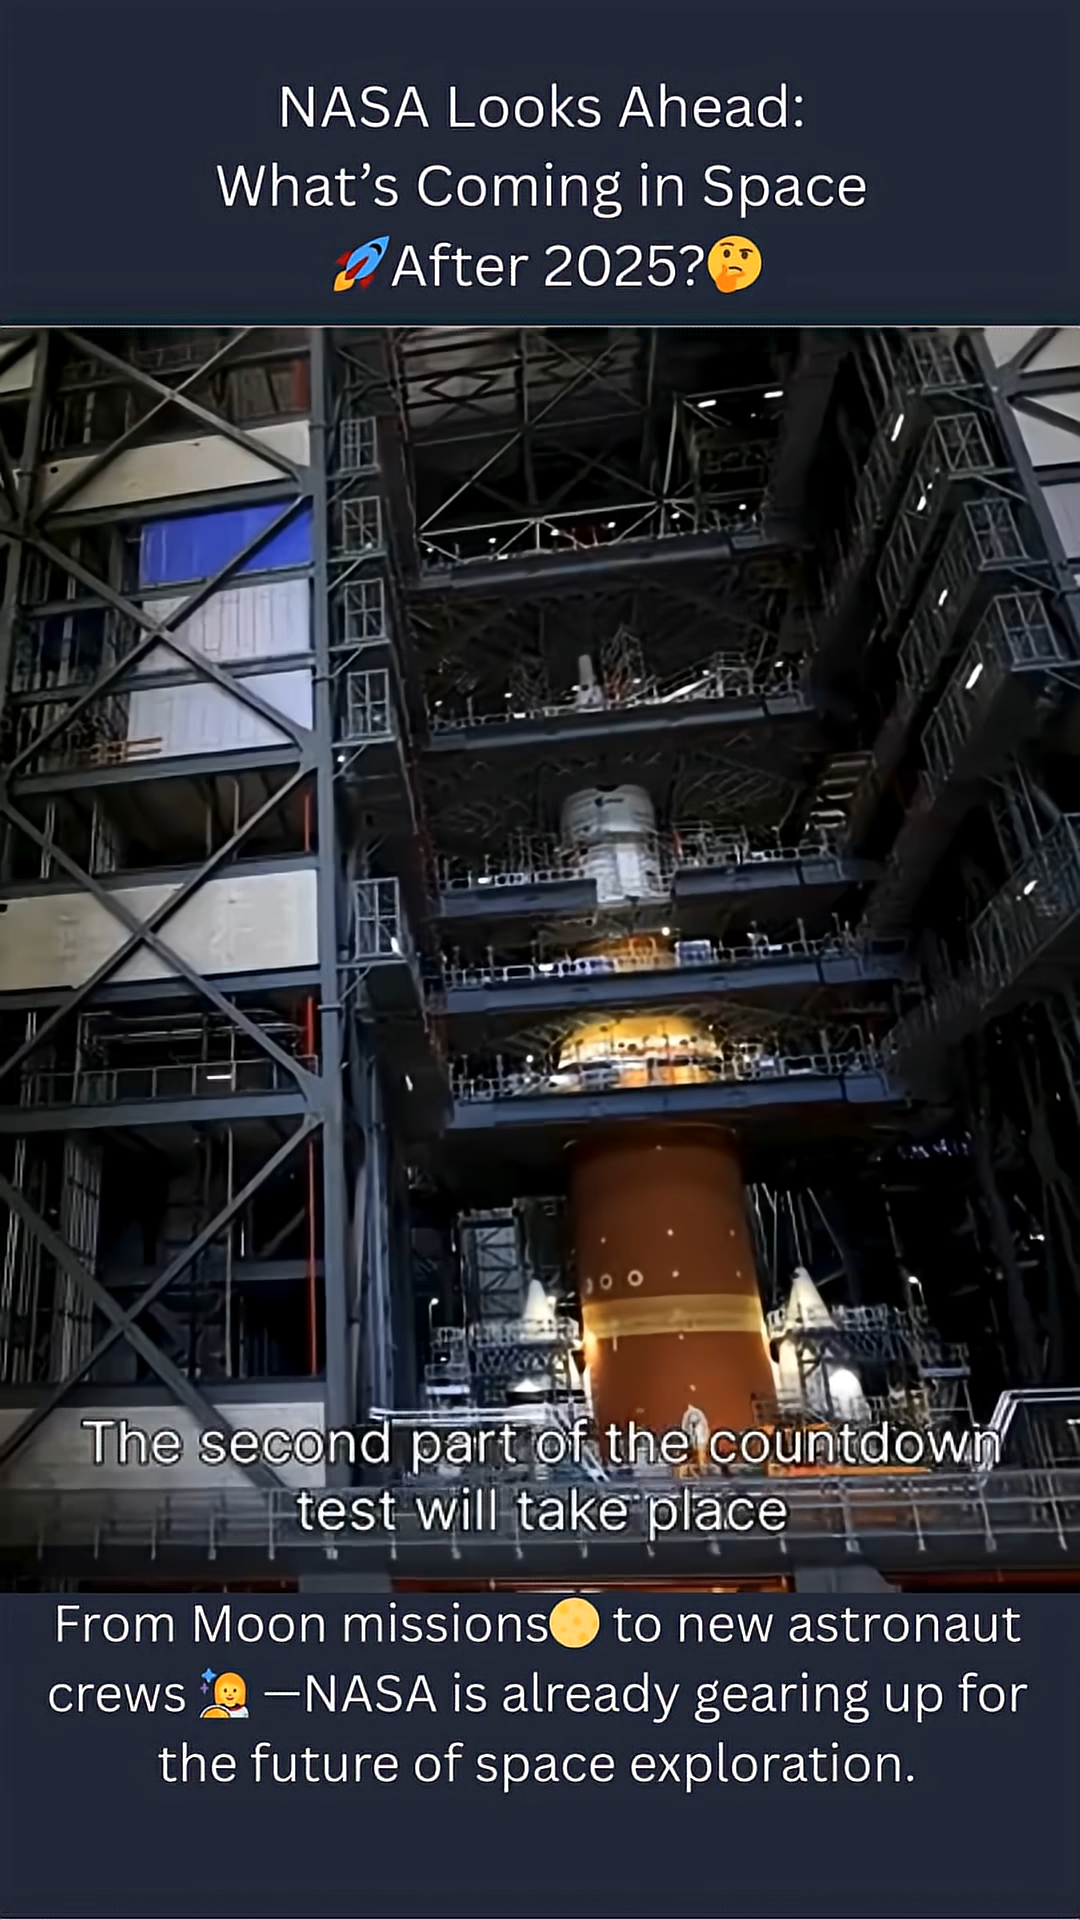 NASA Looks Ahead:
What's Coming in Space
🚀After 2025?🤔
The second part of the countdown
test will take place
From Moon missions🌕 to new astronaut
crews 🧑‍🚀 —NASA is already gearing up for
the future of space exploration.